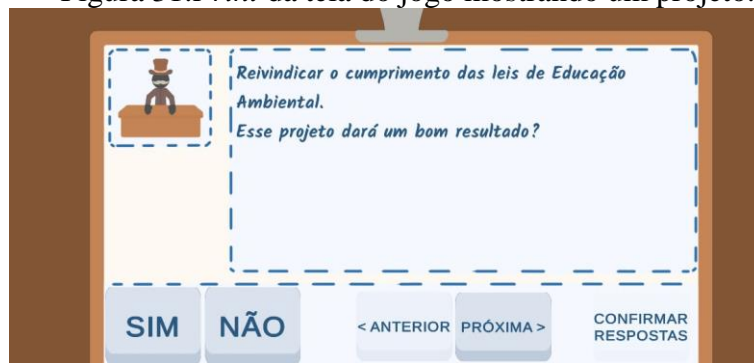 Reivindicar o cumprimento das leis de Educação
Ambiental.
Esse projeto dará um bom resultado?
SIM
NÃO
< ANTERIOR
PRÓXIMA >
CONFIRMAR
RESPOSTAS